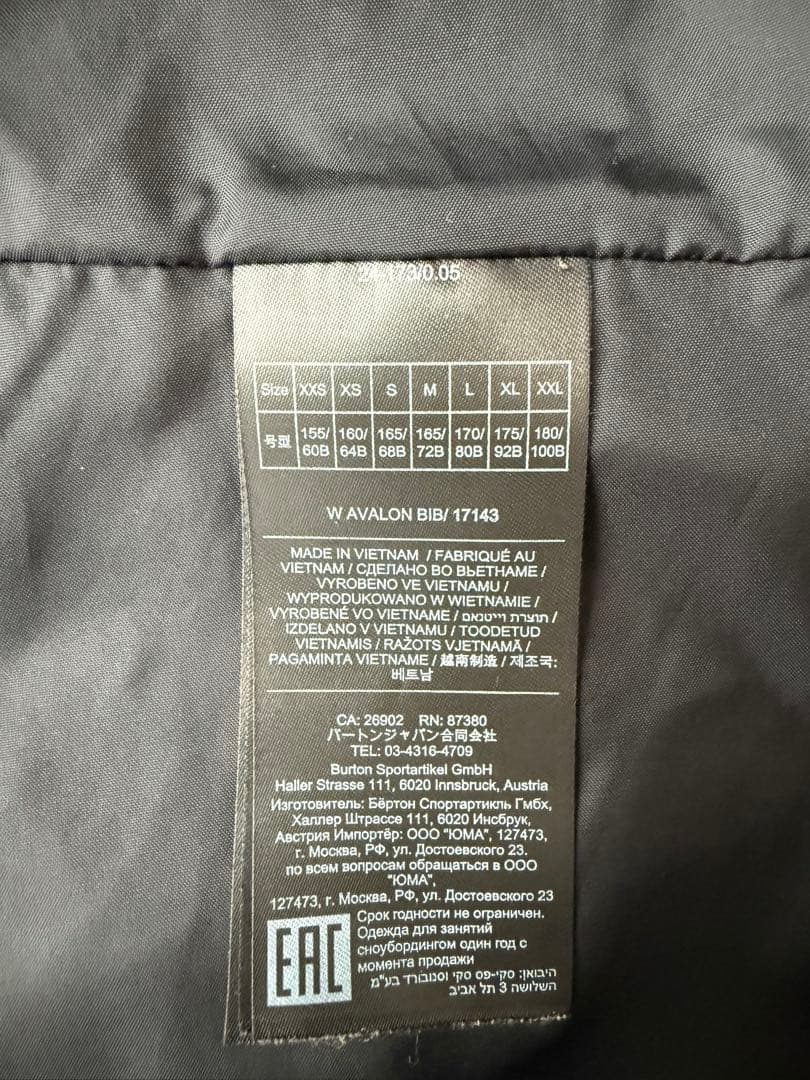 24-173/0.05
Size XXS XS S M L XL XXL
号型 155/60B 160/64B 165/68B 165/72B 170/80B 175/92B 180/100B
W AVALON BIB/ 17143
MADE IN VIETNAM / FABRIQUÉ AU
VIETNAM / СДЕЛАНО ВО ВЬЕТНАМЕ /
VYROBENO VE VIETNAMU /
WYPRODUKOWANO W WIETNAMIE /
VYROBENÉ VO VIETNAME / תוצרת וייטנאם /
IZDELANO V VIETNAMU / TOODETUD
VIETNAMIS / RAŽOTS VJETNAMĀ /
PAGAMINTA VIETNAME / 越南制造 / 제조국:
베트남
CA: 26902 RN: 87380
バートンジャパン合同会社
TEL: 03-4316-4709
Burton Sportartikel GmbH
Haller Strasse 111, 6020 Innsbruck, Austria
Изготовитель: Бёртон Спортартикль Гмбх,
Халлер Штрассе 111, 6020 Инсбрук,
Австрия Импортёр: ООО "ЮМА", 127473,
г. Москва, РФ, ул. Достоевского 23.
по всем вопросам обращаться в ООО
"ЮМА",
127473, г. Москва, РФ, ул. Достоевского 23
Срок годности не ограничен.
Одежда для занятий
сноубордингом один год с
момента продажи
EAC
היבואן: סקי-פס סקי וסנובורד בע"מ
השלושה 3 תל אביב